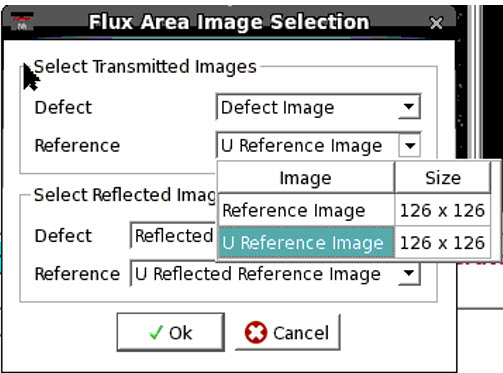 Flux Area Image Selection
Select Transmitted Images
Defect Defect Image
Reference U Reference Image
Image Size
Reference Image 126 x 126
U Reference Image 126 x 126
Select Reflected
Defect Reflected
Reference U Reflected Reference Image
Ok Cancel